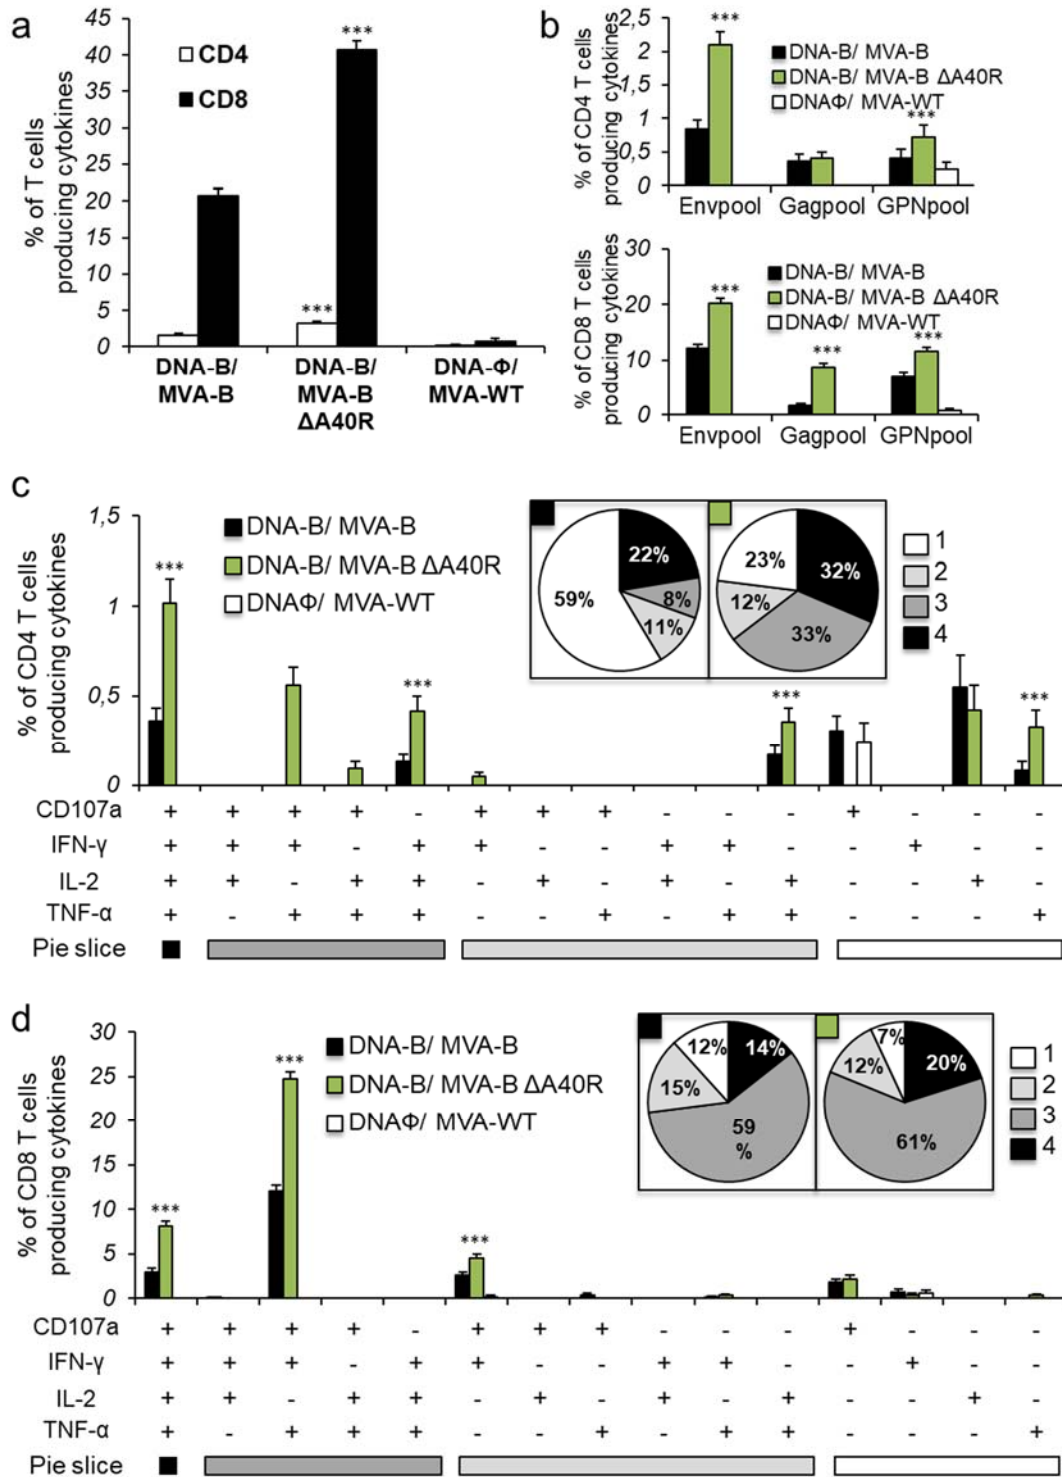 a
% of T cells
producing cytokines
45
40
35
30
25
20
15
10
5
0
CD4
CD8
***
***
DNA-B/
MVA-B
DNA-B/
MVA-B
ΔA40R
DNA-Φ/
MVA-WT
b
% of CD4 T cells
producing cytokines
2,5
2
1,5
1
0,5
0
***
***
DNA-B/ MVA-B
DNA-B/ MVA-B ΔA40R
DNAΦ/ MVA-WT
Envpool Gagpool GPNpool
% of CD8 T cells
producing cytokines
30
20
10
0
***
***
***
DNA-B/ MVA-B
DNA-B/ MVA-B ΔA40R
DNAΦ/ MVA-WT
Envpool Gagpool GPNpool
c
% of CD4 T cells
producing cytokines
1,5
1
0,5
0
DNA-B/ MVA-B
DNA-B/ MVA-B ΔA40R
DNAΦ/ MVA-WT
22%
8%
11%
59%
32%
33%
12%
23%
1
2
3
4
***
***
***
***
CD107a + + + + - + + + - - - + - - -
IFN-γ + + + - + + - - + + - - + - -
IL-2 + + - + + - + - + - + - - + -
TNF-α + - + + + - - + - + + - - - +
Pie slice
d
% of CD8 T cells
producing cytokines
30
25
20
15
10
5
0
DNA-B/ MVA-B
DNA-B/ MVA-B ΔA40R
DNAΦ/ MVA-WT
14%
59
%
15%
12%
20%
61%
12%
7%
1
2
3
4
***
***
***
CD107a + + + + - + + + - - - + - - -
IFN-γ + + + - + + - - + + - - + - -
IL-2 + + - + + - + - + - + - - + -
TNF-α + - + + + - - + - + + - - - +
Pie slice